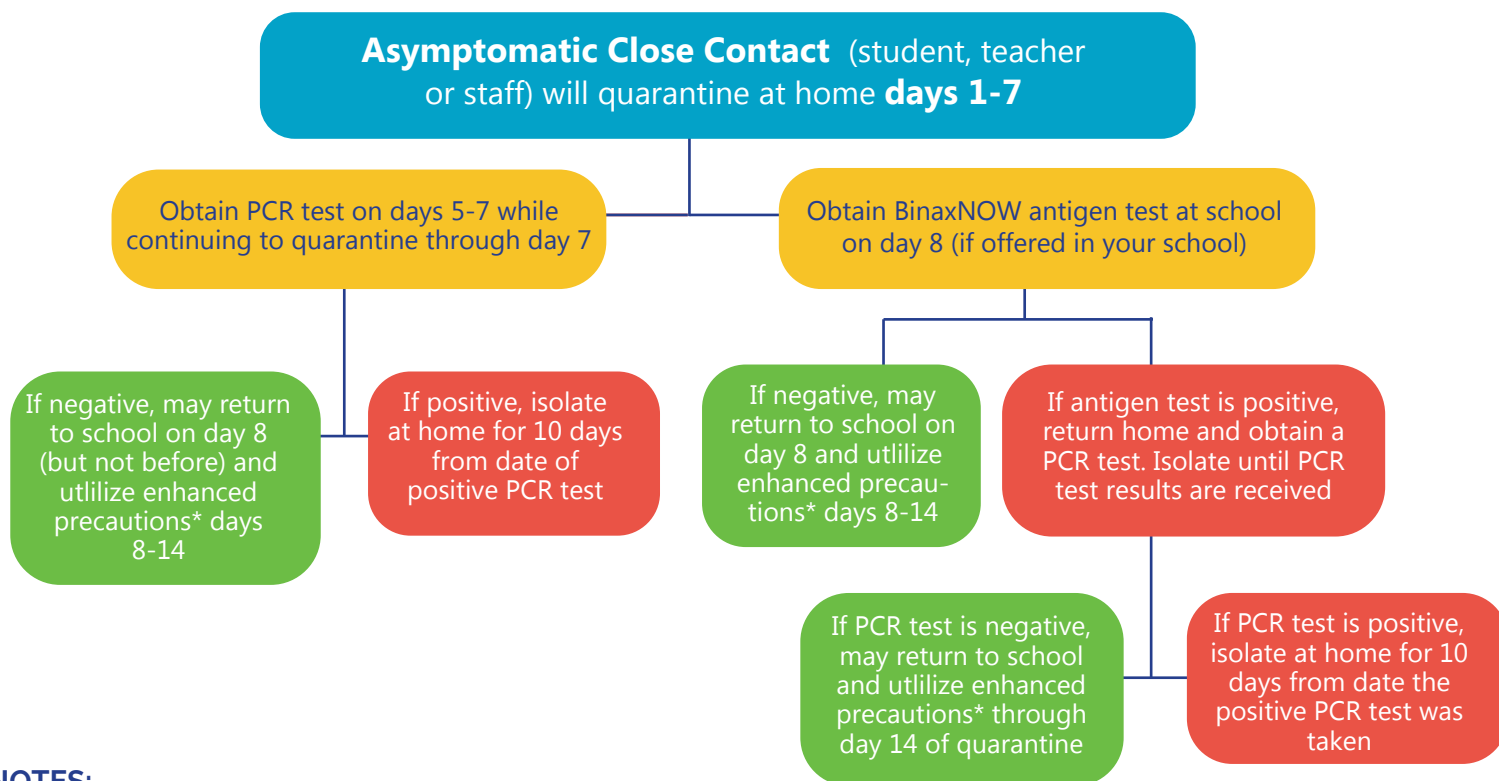 Asymptomatic Close Contact (student, teacher
or staff) will quarantine at home days 1-7
Obtain PCR test on days 5-7 while
continuing to quarantine through day 7
Obtain BinaxNOW antigen test at school
on day 8 (if offered in your school)
If negative, may return
to school on day 8
(but not before) and
utlilize enhanced
precautions* days
8-14
If positive, isolate
at home for 10 days
from date of
positive PCR test
If negative, may
return to school on
day 8 and utlilize
enhanced precau-
tions* days 8-14
If antigen test is positive,
return home and obtain a
PCR test. Isolate until PCR
test results are received
If PCR test is negative,
may return to school
and utlilize enhanced
precautions* through
day 14 of quarantine
If PCR test is positive,
isolate at home for 10
days from date the
positive PCR test was
taken
NOTES: